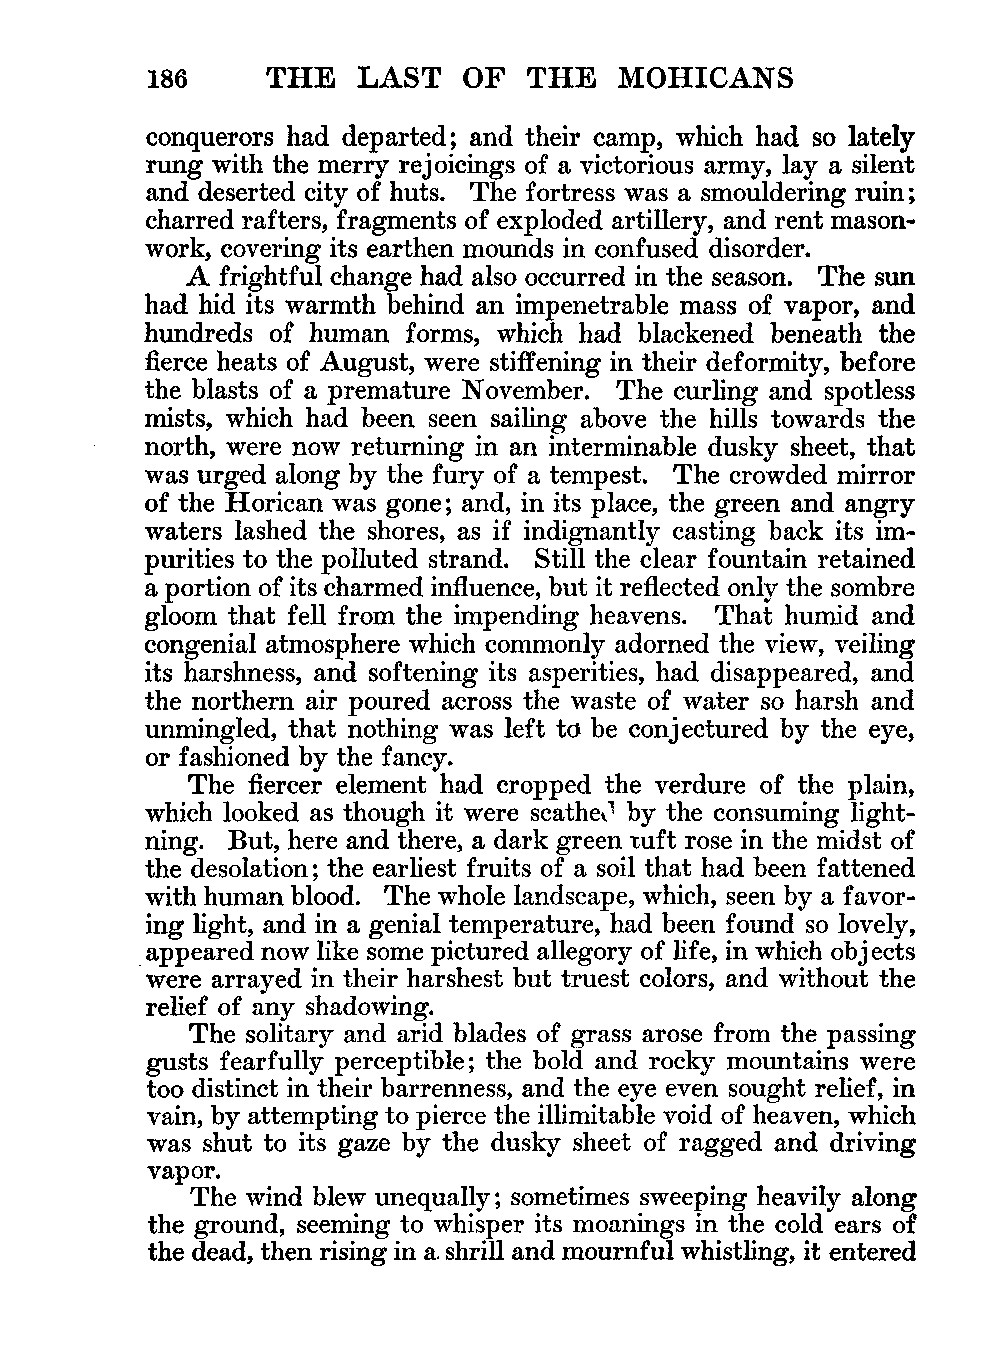 186 THE LAST OF THE MOHICANS
conquerors had departed; and their camp, which had so lately
rung with the merry rejoicings of a victorious army, lay a silent
and deserted city of huts. The fortress was a smouldering ruin;
charred rafters, fragments of exploded artillery, and rent mason-
work, covering its earthen mounds in confused disorder.
A frightful change had also occurred in the season. The sun
had hid its warmth behind an impenetrable mass of vapor, and
hundreds of human forms, which had blackened beneath the
fierce heats of August, were stiffening in their deformity, before
the blasts of a premature November. The curling and spotless
mists, which had been seen sailing above the hills towards the
north, were now returning in an interminable dusky sheet, that
was urged along by the fury of a tempest. The crowded mirror
of the Horican was gone; and, in its place, the green and angry
waters lashed the shores, as if indignantly casting back its im-
purities to the polluted strand. Still the clear fountain retained
a portion of its charmed influence, but it reflected only the sombre
gloom that fell from the impending heavens. That humid and
congenial atmosphere which commonly adorned the view, veiling
its harshness, and softening its asperities, had disappeared, and
the northern air poured across the waste of water so harsh and
unmingled, that nothing was left to be conjectured by the eye,
or fashioned by the fancy.
The fiercer element had cropped the verdure of the plain,
which looked as though it were scathed by the consuming light-
ning. But, here and there, a dark green tuft rose in the midst of
the desolation; the earliest fruits of a soil that had been fattened
with human blood. The whole landscape, which, seen by a favor-
ing light, and in a genial temperature, had been found so lovely,
appeared now like some pictured allegory of life, in which objects
were arrayed in their harshest but truest colors, and without the
relief of any shadowing.
The solitary and arid blades of grass arose from the passing
gusts fearfully perceptible; the bold and rocky mountains were
too distinct in their barrenness, and the eye even sought relief, in
vain, by attempting to pierce the illimitable void of heaven, which
was shut to its gaze by the dusky sheet of ragged and driving
vapor.
The wind blew unequally; sometimes sweeping heavily along
the ground, seeming to whisper its moanings in the cold ears of
the dead, then rising in a shrill and mournful whistling, it entered